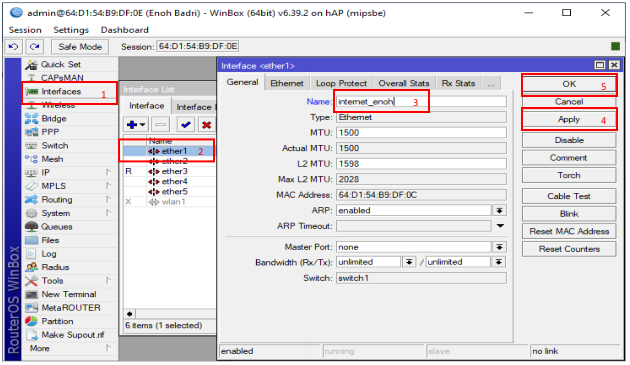 admin@64:D1:54:B9:DF:0E (Enoh Badri) - WinBox (64bit) v6.39.2 on hAP (mipsbe)
Session Settings Dashboard
Safe Mode Session: 64:D1:54:B9:DF:0E
Quick Set
CAPsMAN
Interfaces 1
Wireless
Bridge
PPP
Switch
Mesh
IP
MPLS
Routing
System
Queues
Files
Log
Radius
Tools
New Terminal
MetaROUTER
Partition
Make Supout.rif
More
RouterOS WinBox
Interface List
Interface Interface
Name
ether1 2
ether2
R ether3
ether4
ether5
X wlan1
6 items (1 selected)
Interface <ether1>
General Ethernet Loop Protect Overall Stats Rx Stats ...
Name: internet_enoh 3
Type: Ethernet
MTU: 1500
Actual MTU: 1500
L2 MTU: 1598
Max L2 MTU: 2028
MAC Address: 64:D1:54:B9:DF:0C
ARP: enabled
ARP Timeout:
Master Port: none
Bandwidth (Rx/Tx): unlimited / unlimited
Switch: switch1
OK 5
Cancel
Apply 4
Disable
Comment
Torch
Cable Test
Blink
Reset MAC Address
Reset Counters
enabled running slave no link